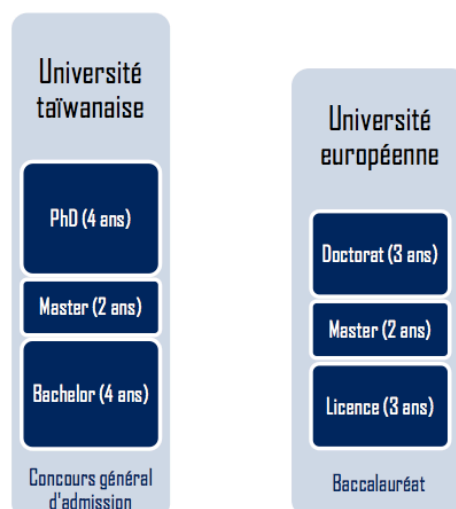 Université
taïwanaise
PhD (4 ans)
Master (2 ans)
Bachelor (4 ans)
Concours général
d'admission
Université
européenne
Doctorat (3 ans)
Master (2 ans)
Licence (3 ans)
Baccalauréat